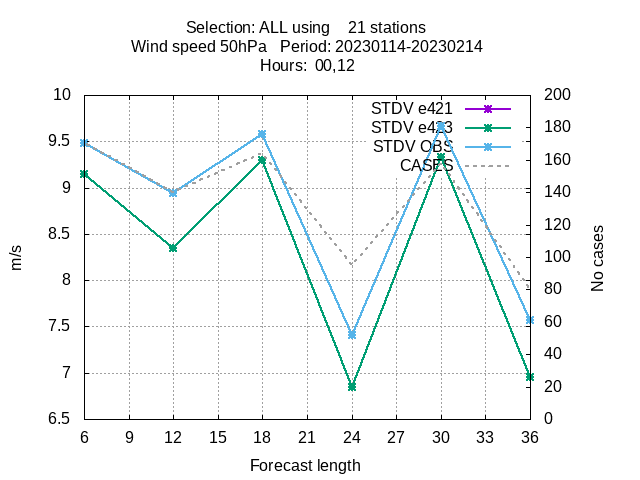 Selection: ALL using 21 stations
Wind speed 50hPa Period: 20230114-20230214
Hours: 00,12
STDV e421
STDV e423
STDV OBS
CASES
10
9.5
9
8.5
8
7.5
7
6.5
m/s
200
180
160
140
120
100
80
60
40
20
0
No cases
6 9 12 15 18 21 24 27 30 33 36
Forecast length